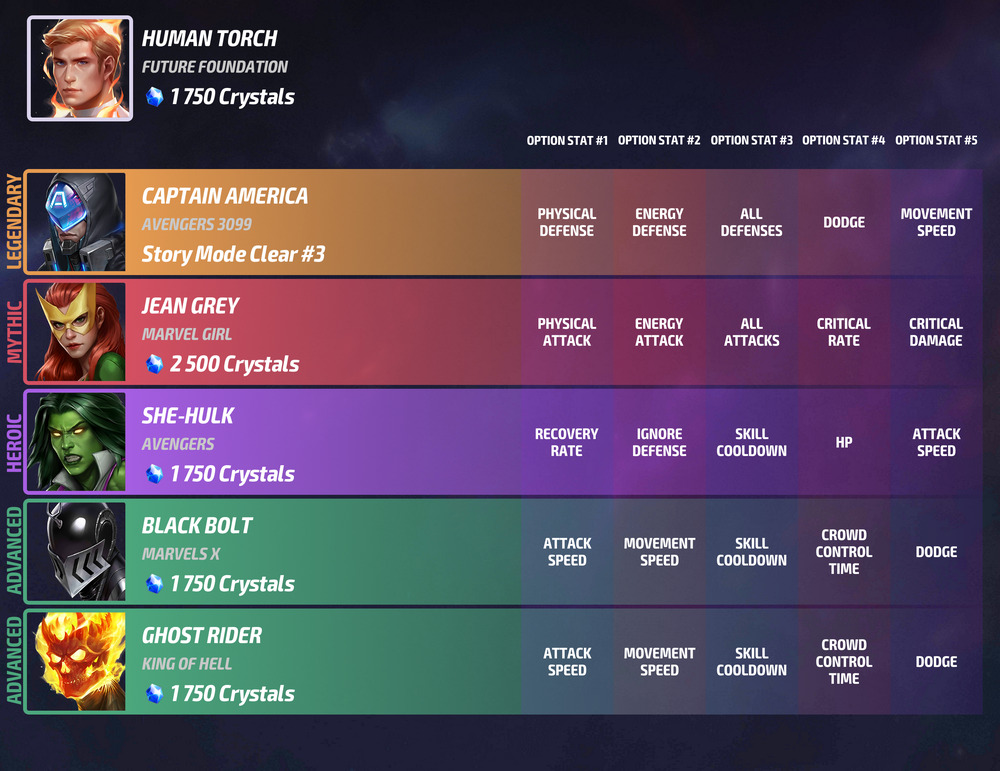 HUMAN TORCH
FUTURE FOUNDATION
1 750 Crystals
OPTION STAT #1 OPTION STAT #2 OPTION STAT #3 OPTION STAT #4 OPTION STAT #5
LEGENDARY
CAPTAIN AMERICA
AVENGERS 3099
Story Mode Clear #3
PHYSICAL
DEFENSE
ENERGY
DEFENSE
ALL
DEFENSES
DODGE
MOVEMENT
SPEED
MYTHIC
JEAN GREY
MARVEL GIRL
2 500 Crystals
PHYSICAL
ATTACK
ENERGY
ATTACK
ALL
ATTACKS
CRITICAL
RATE
CRITICAL
DAMAGE
HEROIC
SHE-HULK
AVENGERS
1 750 Crystals
RECOVERY
RATE
IGNORE
DEFENSE
SKILL
COOLDOWN
HP
ATTACK
SPEED
ADVANCED
BLACK BOLT
MARVELS X
1 750 Crystals
ATTACK
SPEED
MOVEMENT
SPEED
SKILL
COOLDOWN
CROWD
CONTROL
TIME
DODGE
ADVANCED
GHOST RIDER
KING OF HELL
1 750 Crystals
ATTACK
SPEED
MOVEMENT
SPEED
SKILL
COOLDOWN
CROWD
CONTROL
TIME
DODGE